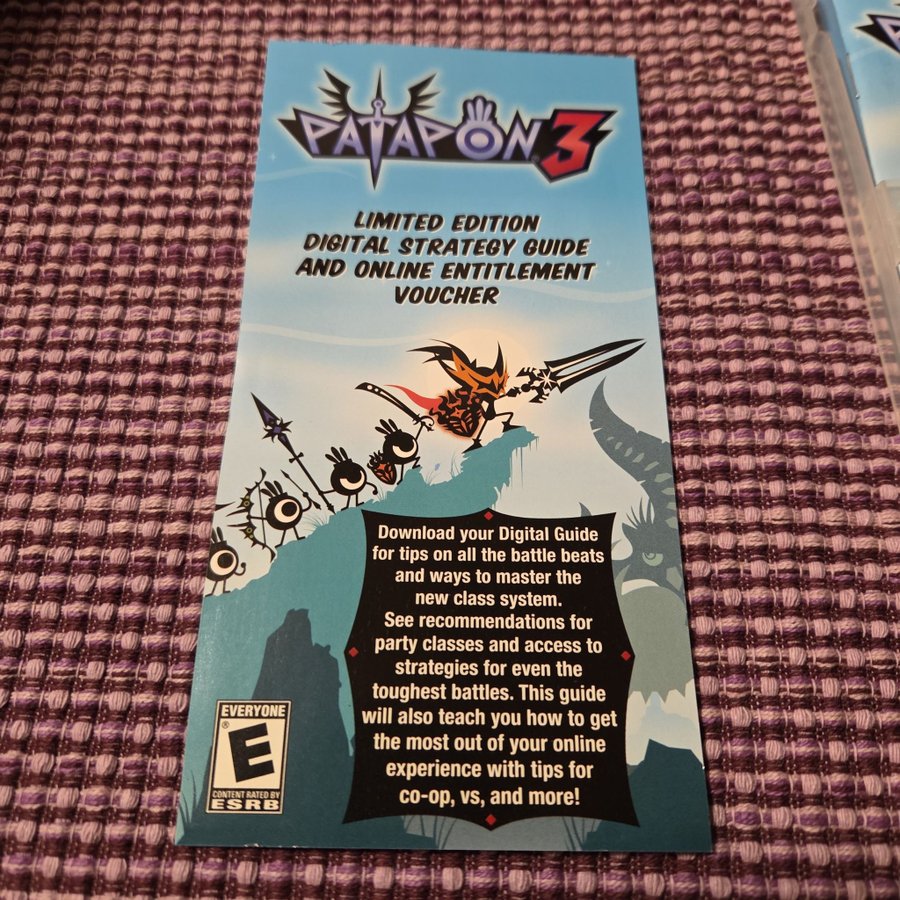 PATAPON 3
LIMITED EDITION
DIGITAL STRATEGY GUIDE
AND ONLINE ENTITLEMENT
VOUCHER
Download your Digital Guide
for tips on all the battle beats
and ways to master the
new class system.
See recommendations for
party classes and access to
strategies for even the
toughest battles. This guide
will also teach you how to get
the most out of your online
experience with tips for
co-op, vs, and more!
EVERYONE
E
®
CONTENT RATED BY
ESRB